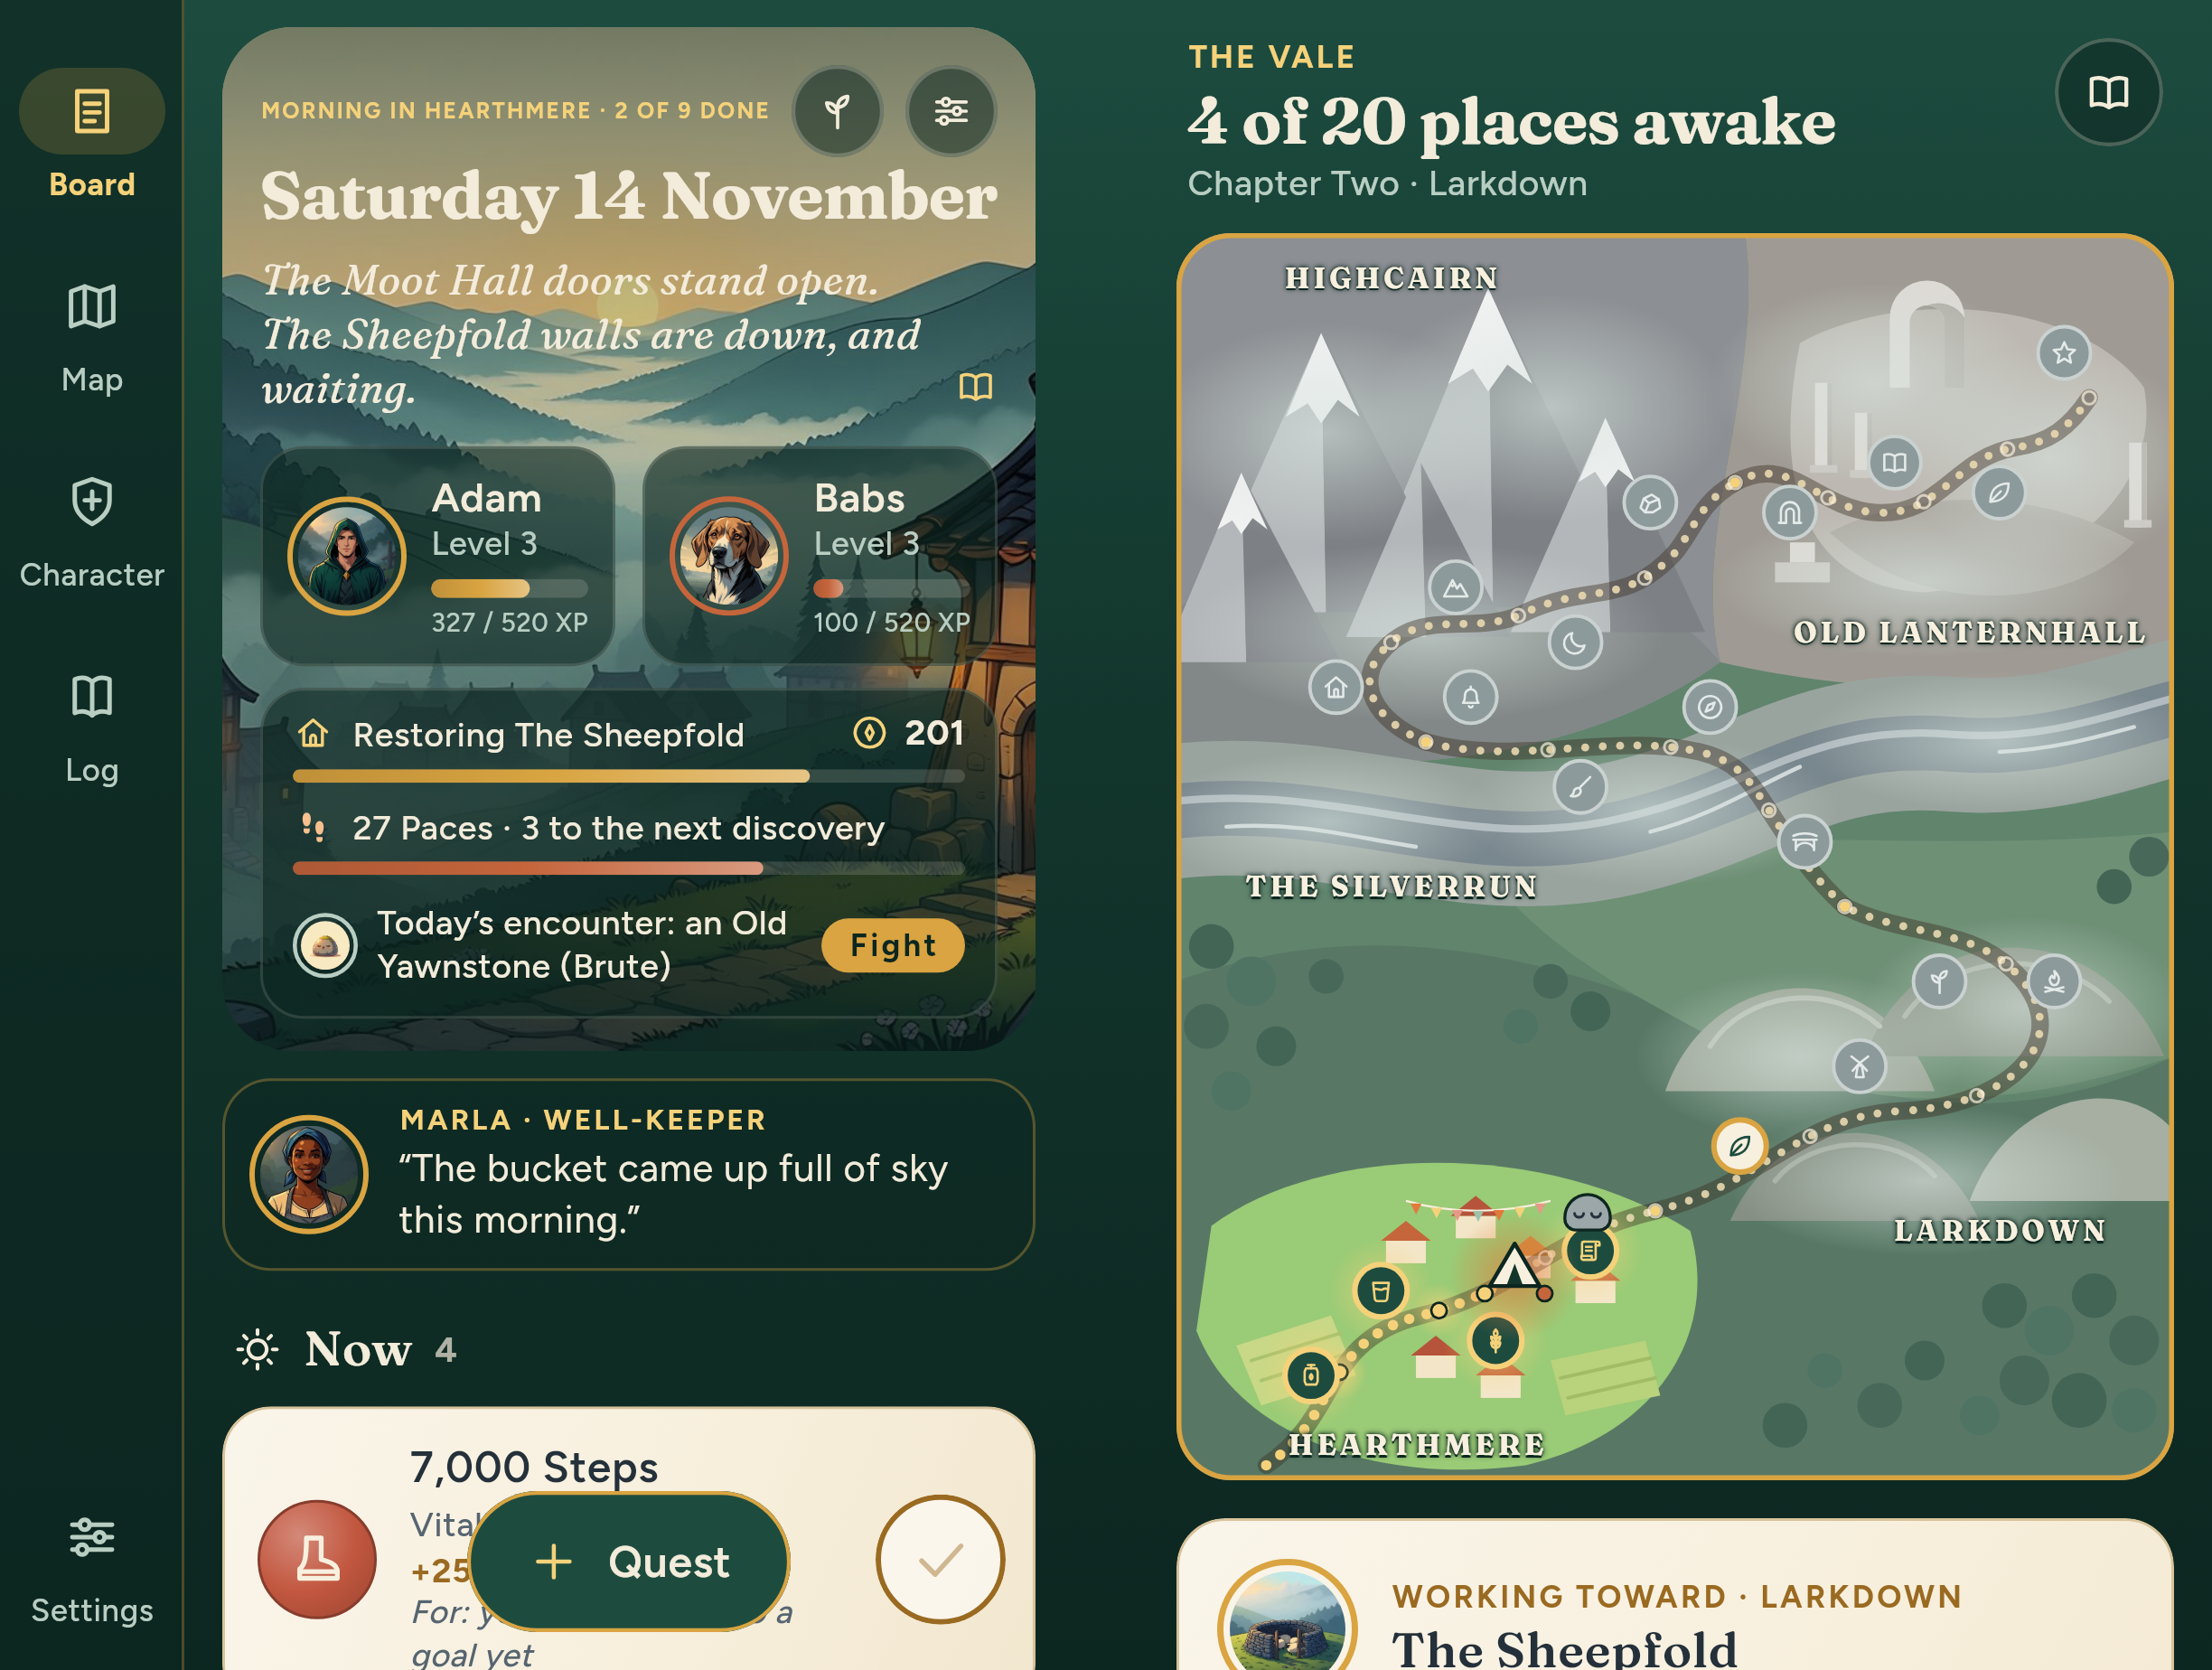 Board
Map
Character
Log
Settings
MORNING IN HEARTHMERE · 2 OF 9 DONE
Saturday 14 November
The Moot Hall doors stand open.
The Sheepfold walls are down, and
waiting.
Adam
Level 3
327 / 520 XP
Babs
Level 3
100 / 520 XP
Restoring The Sheepfold
201
27 Paces · 3 to the next discovery
Today’s encounter: an Old
Yawnstone (Brute)
Fight
MARLA · WELL-KEEPER
“The bucket came up full of sky
this morning.”
Now 4
7,000 Steps
+25
For:
a
goal yet
Quest
THE VALE
4 of 20 places awake
Chapter Two · Larkdown
HIGHCAIRN
OLD LANTERNHALL
THE SILVERRUN
LARKDOWN
HEARTHMERE
WORKING TOWARD · LARKDOWN
The Sheepfold